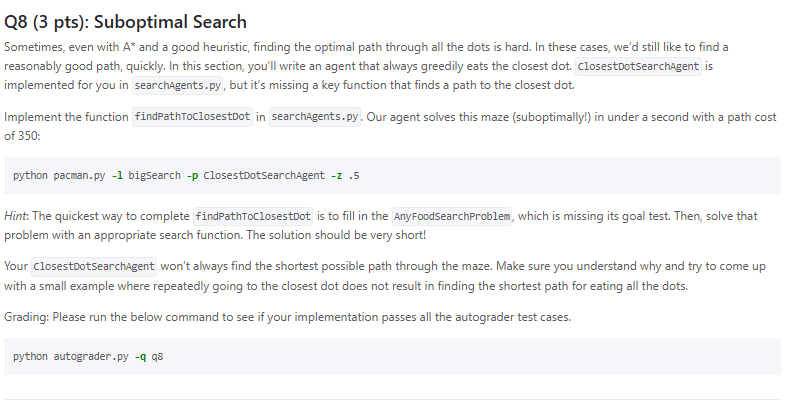 Q8 (3 pts): Suboptimal Search
Sometimes, even with A* and a good heuristic, finding the optimal path through all the dots is hard. In these cases, we'd still like to find a
reasonably good path, quickly. In this section, you'll write an agent that always greedily eats the closest dot. ClosestDotSearchAgent is
implemented for you in searchAgents.py, but it's missing a key function that finds a path to the closest dot.
Implement the function findPathToClosestDot in searchAgents.py. Our agent solves this maze (suboptimally!) in under a second with a path cost
of 350:
python pacman.py -l bigSearch -p ClosestDotSearchAgent -z .5
Hint: The quickest way to complete findPathToClosestDot is to fill in the AnyFoodSearchProblem, which is missing its goal test. Then, solve that
problem with an appropriate search function. The solution should be very short!
Your ClosestDotSearchAgent won't always find the shortest possible path through the maze. Make sure you understand why and try to come up
with a small example where repeatedly going to the closest dot does not result in finding the shortest path for eating all the dots.
Grading: Please run the below command to see if your implementation passes all the autograder test cases.
python autograder.py -q q8